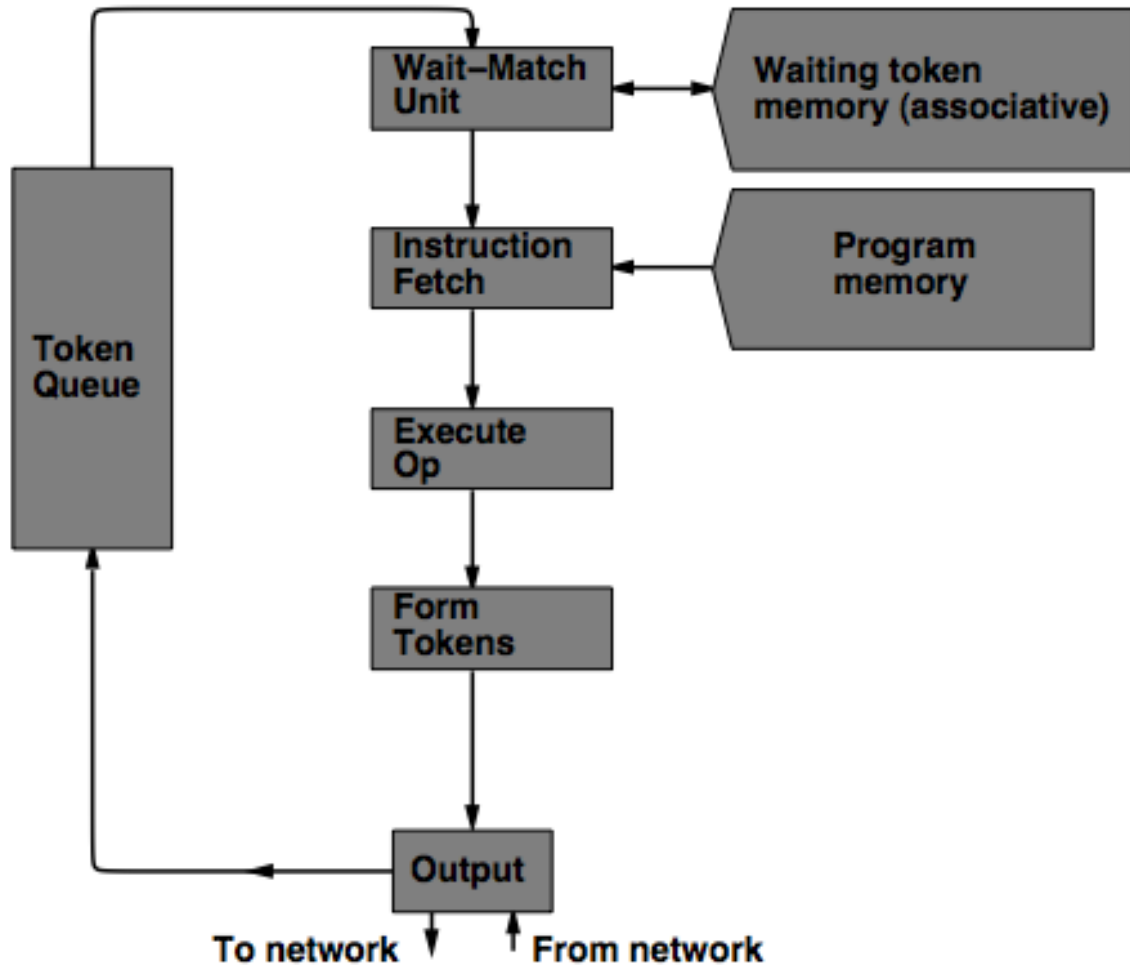 Wait–Match
Unit
Waiting token
memory (associative)
Instruction
Fetch
Program
memory
Token
Queue
Execute
Op
Form
Tokens
Output
To network
From network